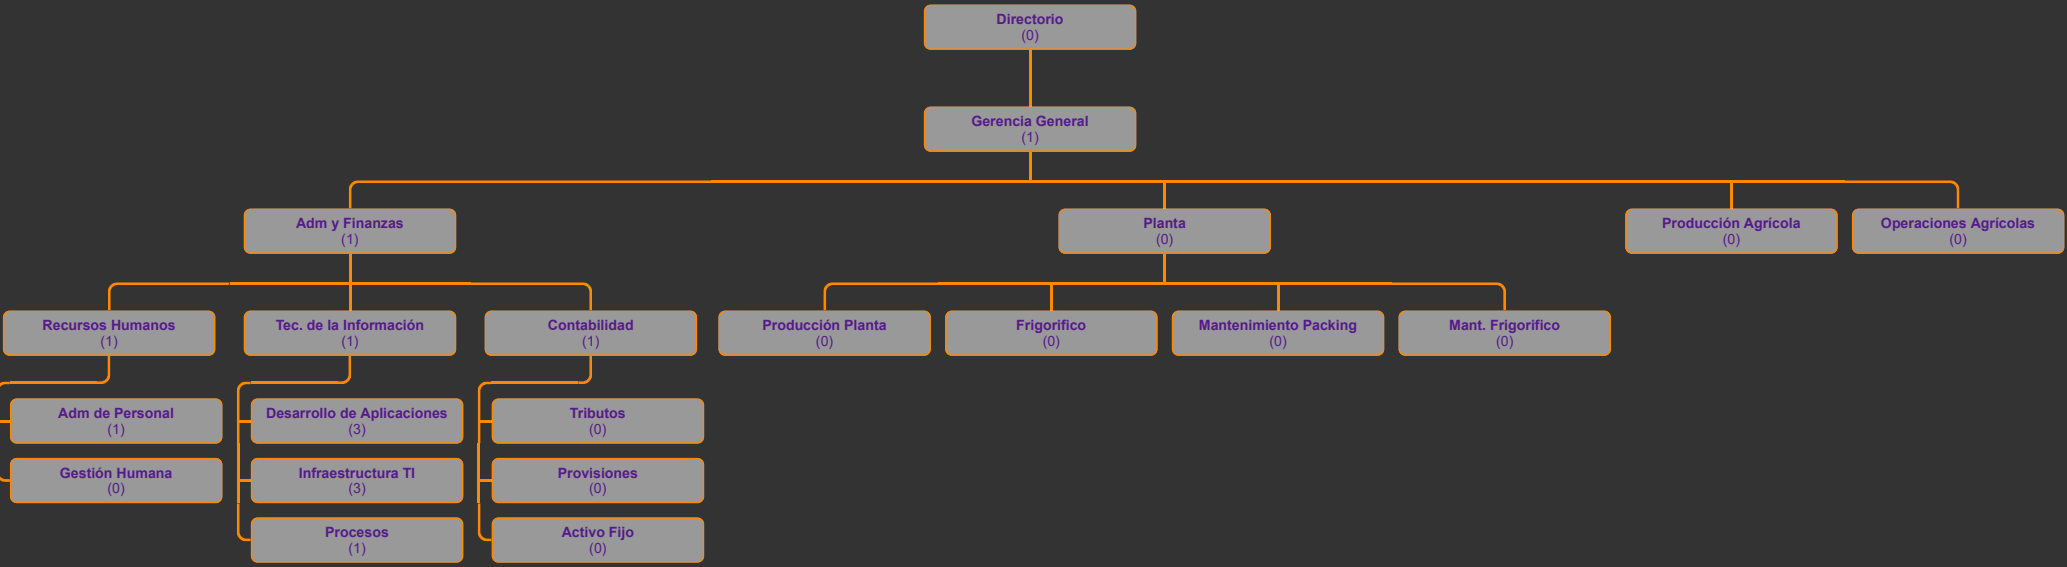 Directorio
(0)
Gerencia General
(1)
Adm y Finanzas
(1)
Planta
(0)
Producción Agrícola
(0)
Operaciones Agrícolas
(0)
Recursos Humanos
(1)
Tec. de la Información
(1)
Contabilidad
(1)
Producción Planta
(0)
Frigorifico
(0)
Mantenimiento Packing
(0)
Mant. Frigorifico
(0)
Adm de Personal
(1)
Desarrollo de Aplicaciones
(3)
Tributos
(0)
Gestión Humana
(0)
Infraestructura TI
(3)
Provisiones
(0)
Procesos
(1)
Activo Fijo
(0)